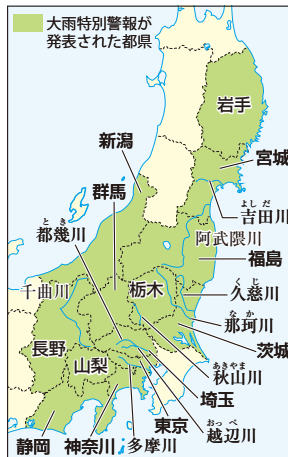 大雨特別警報が
発表された都県
岩手
新潟
宮城
群馬
よしだ
吉田川
とき
都幾川
阿武隈川
福島
千曲川
栃木
くじ
久慈川
なか
那珂川
長野
茨城
山梨
あきやま
秋山川
埼玉
おっぺ
東京
越辺川
静岡
神奈川
多摩川